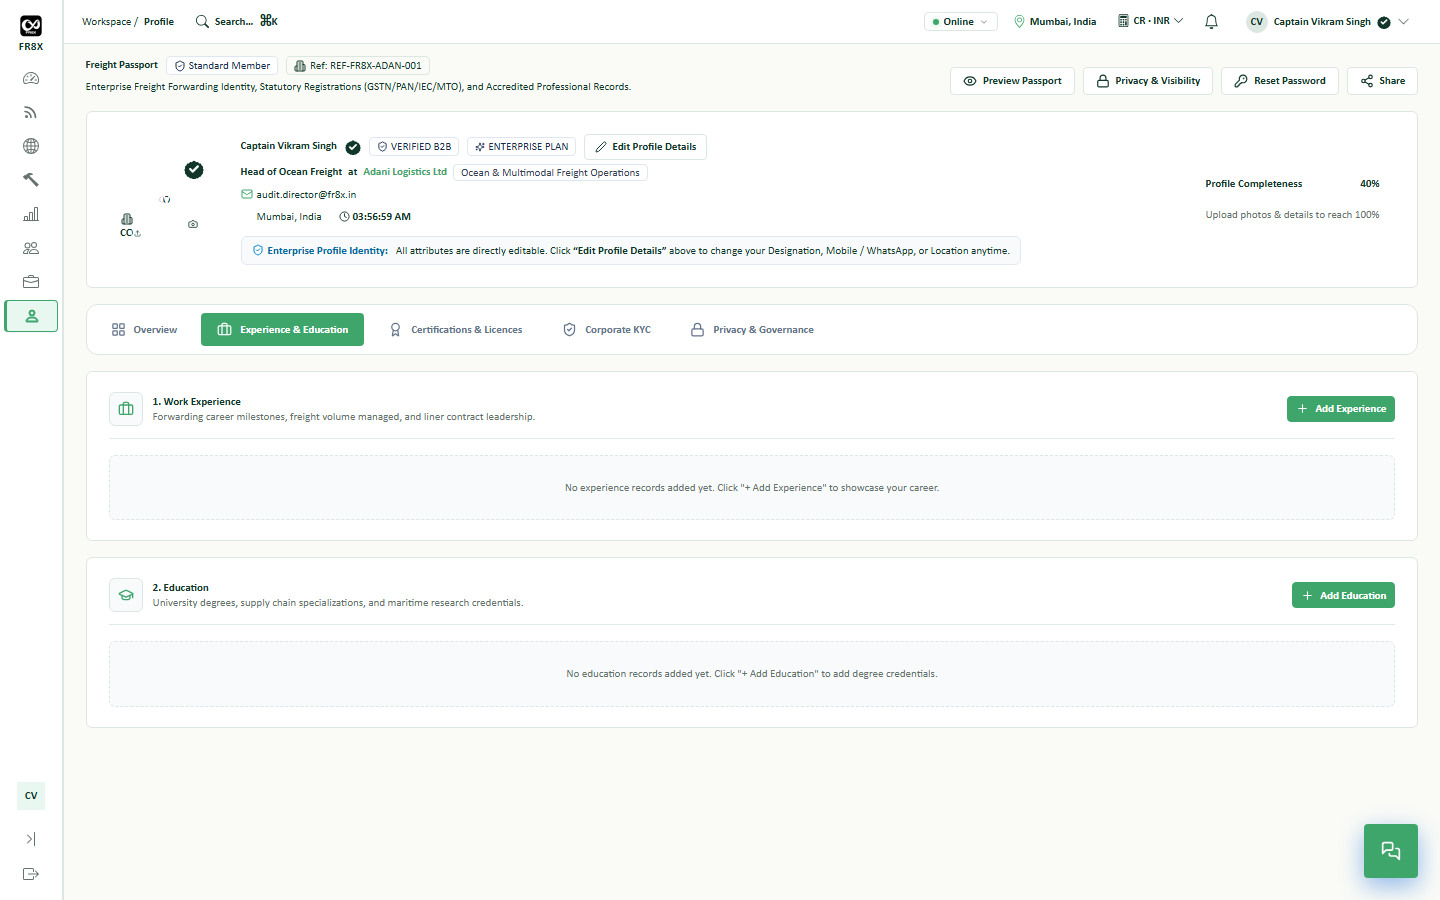 FR8X
Workspace / Profile
Search... ⌘K
Online
Mumbai, India
CR · INR
CV
Captain Vikram Singh
Freight Passport
Standard Member
Ref: REF-FR8X-ADAN-001
Enterprise Freight Forwarding Identity, Statutory Registrations (GSTN/PAN/IEC/MTO), and Accredited Professional Records.
Preview Passport
Privacy & Visibility
Reset Password
Share
Captain Vikram Singh
VERIFIED B2B
ENTERPRISE PLAN
Edit Profile Details
Head of Ocean Freight at Adani Logistics Ltd
Ocean & Multimodal Freight Operations
audit.director@fr8x.in
Mumbai, India
03:56:59 AM
CO
Profile Completeness 40%
Upload photos & details to reach 100%
Enterprise Profile Identity: All attributes are directly editable. Click “Edit Profile Details” above to change your Designation, Mobile / WhatsApp, or Location anytime.
Overview
Experience & Education
Certifications & Licences
Corporate KYC
Privacy & Governance
1. Work Experience
Forwarding career milestones, freight volume managed, and liner contract leadership.
+ Add Experience
No experience records added yet. Click "+ Add Experience" to showcase your career.
2. Education
University degrees, supply chain specializations, and maritime research credentials.
+ Add Education
No education records added yet. Click "+ Add Education" to add degree credentials.
CV